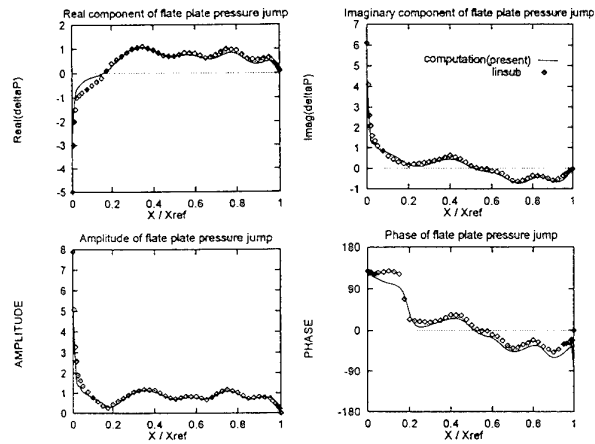 Real component of flate plate pressure jump
2
1
0
-1
-2
-3
-4
-5
Real(deltaP)
0 0.2 0.4 0.6 0.8 1
X / Xref
Imaginary component of flate plate pressure jump
7
6
5
4
3
2
1
0
-1
Imag(deltaP)
computation(present)
linsub
0 0.2 0.4 0.6 0.8 1
X / Xref
Amplitude of flate plate pressure jump
8
7
6
5
4
3
2
1
0
AMPLITUDE
0 0.2 0.4 0.6 0.8 1
X / Xref
Phase of flate plate pressure jump
180
90
0
-90
-180
PHASE
0 0.2 0.4 0.6 0.8 1
X / Xref